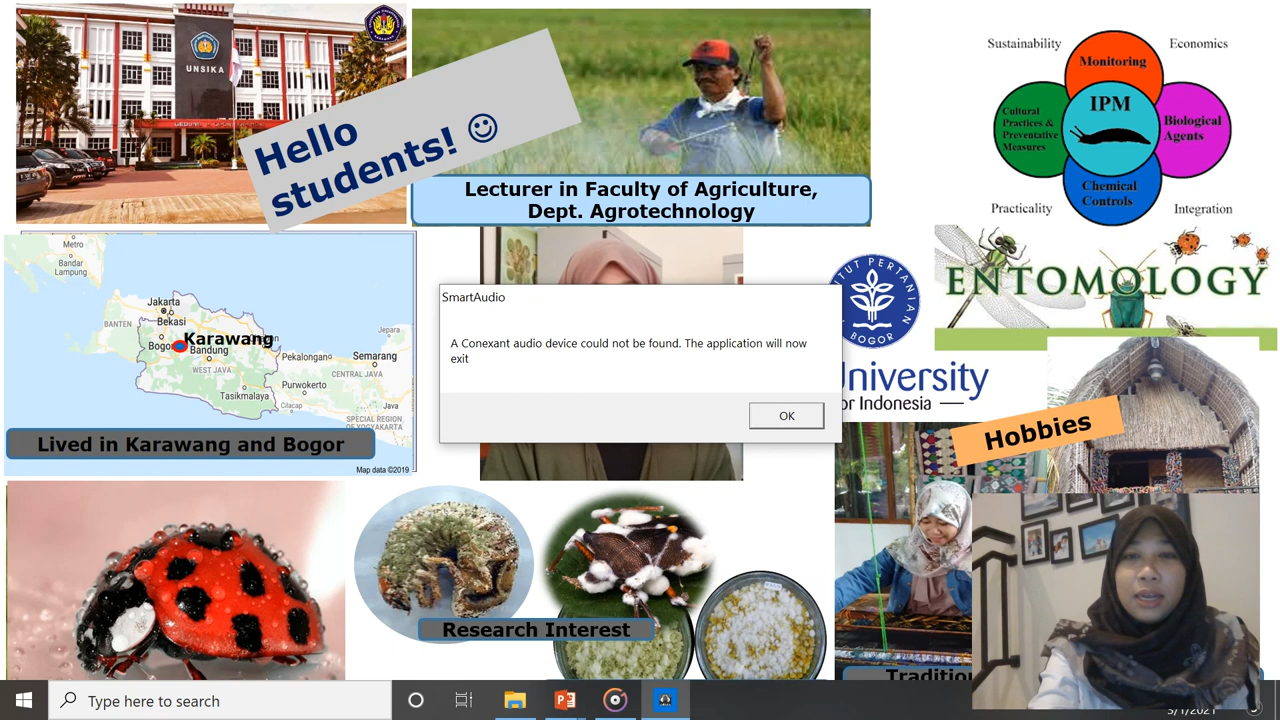 UNSIKA
Hello
students! ☺
Lecturer in Faculty of Agriculture,
Dept. Agrotechnology
Sustainability
Economics
Monitoring
Cultural
Practices &
Preventative
Measures
IPM
Biological
Agents
Chemical
Controls
Practicality
Integration
ENTOMOLOGY
Metro
Bandar
Lampung
Jakarta
Bekasi
BANTEN
Karawang
Bogor
Bandung
WEST JAVA
Pekalongan
Jepara
Semarang
CENTRAL JAVA
Purwokerto
Tasikmalaya
Cilacap
Java
SPECIAL REGION
OF YOGYAKARTA
Map data ©2019
Lived in Karawang and Bogor
SmartAudio
A Conexant audio device could not be found. The application will now
exit
OK
PERTANIAN
BOGOR
University
or Indonesia
Hobbies
Research Interest
Type here to search
3/1/2021